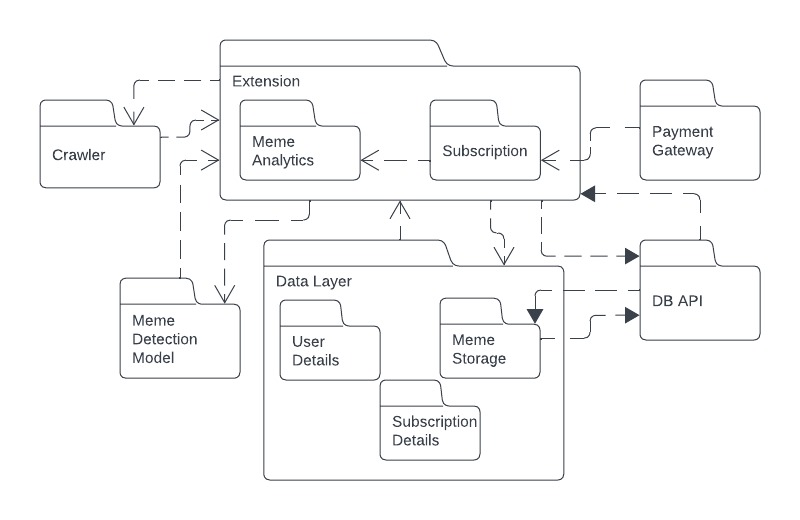 Extension
Crawler
Meme
Analytics
Subscription
Payment
Gateway
Meme
Detection
Model
Data Layer
User
Details
Meme
Storage
Subscription
Details
DB API